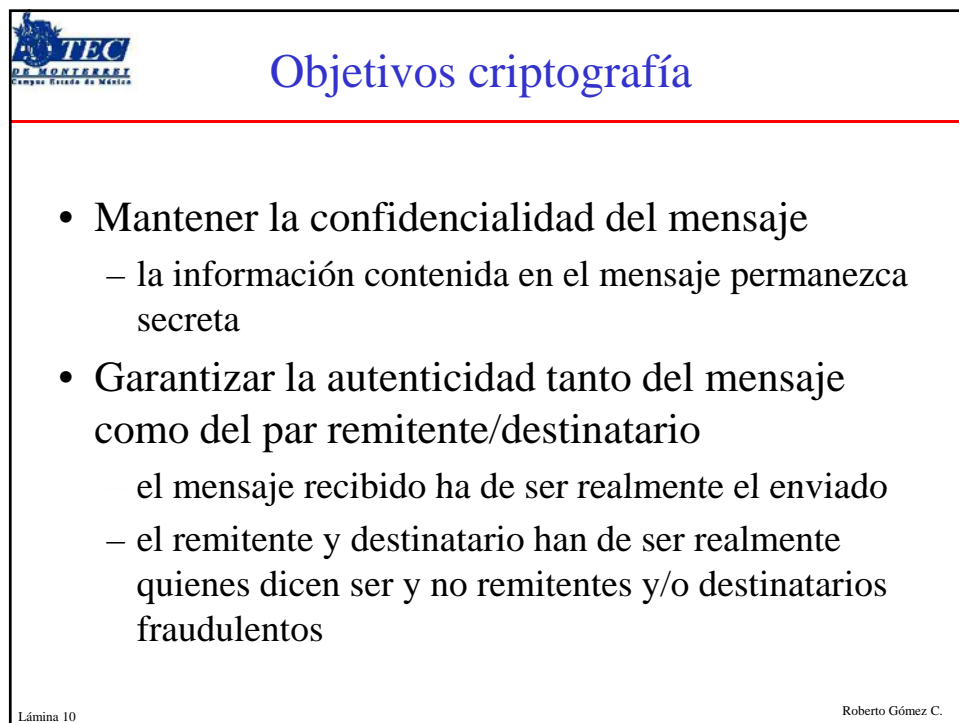 TEC
DE MONTERREY
Campus Estado de México
Objetivos criptografía
• Mantener la confidencialidad del mensaje
– la información contenida en el mensaje permanezca
secreta
• Garantizar la autenticidad tanto del mensaje
como del par remitente/destinatario
el mensaje recibido ha de ser realmente el enviado
– el remitente y destinatario han de ser realmente
quienes dicen ser y no remitentes y/o destinatarios
fraudulentos
Lámina 10
Roberto Gómez C.